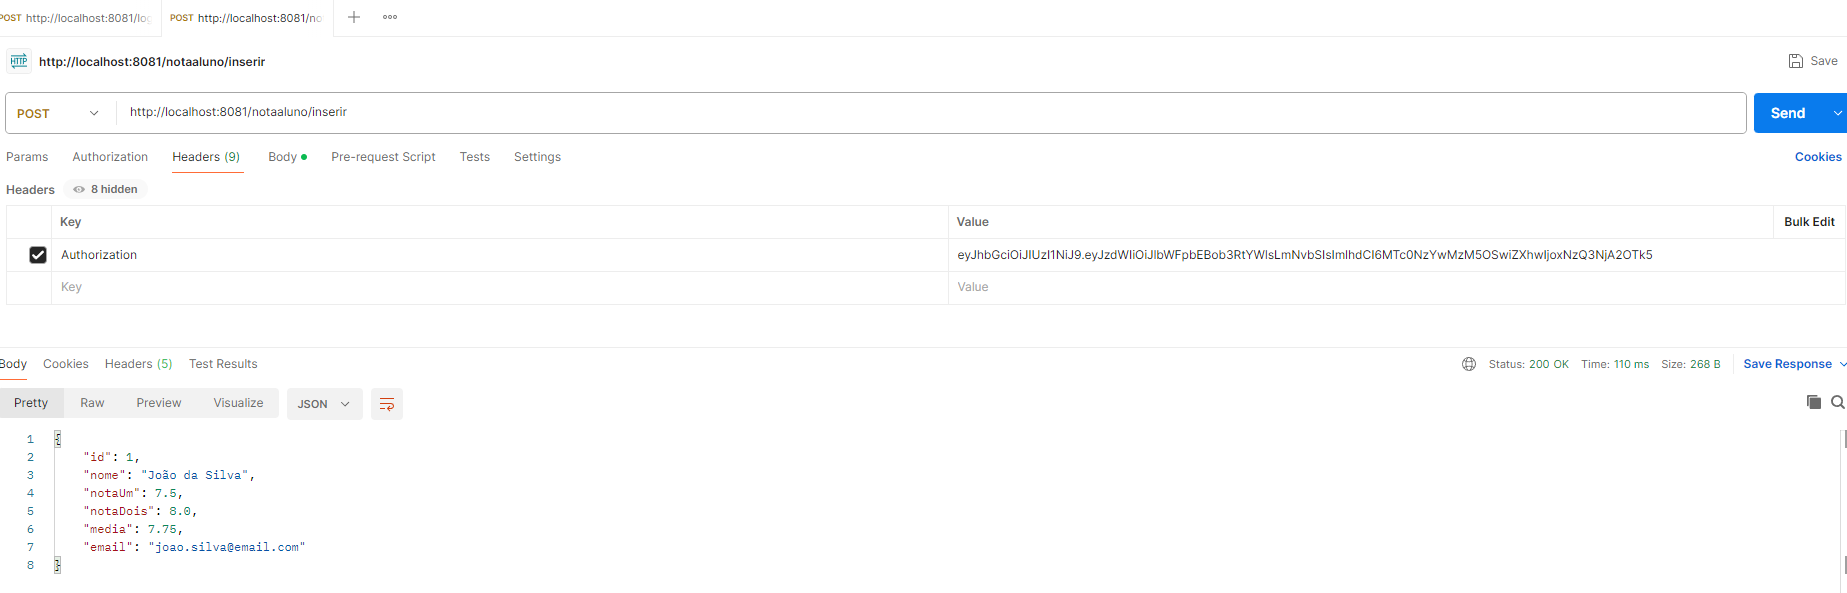 POST http://localhost:8081/log POST http://localhost:8081/no
HTTP http://localhost:8081/notaaluno/inserir Save
POST http://localhost:8081/notaaluno/inserir Send
Params Authorization Headers (9) Body Pre-request Script Tests Settings Cookies
Headers 8 hidden
Key Value Bulk Edit
Authorization eyJhbGciOiJIUzI1NiJ9.eyJzdWIiOiJlbWFpbEBob3RtYWlsLmNvbSIsImlhdCI6MTc0NzYwMzM5OSwiZXhwIjoxNzQ3NjA2OTk5
Key Value
Body Cookies Headers (5) Test Results Status: 200 OK Time: 110 ms Size: 268 B Save Response
Pretty Raw Preview Visualize JSON
1 {
2 "id": 1,
3 "nome": "João da Silva",
4 "notaUm": 7.5,
5 "notaDois": 8.0,
6 "media": 7.75,
7 "email": "joao.silva@email.com"
8 }